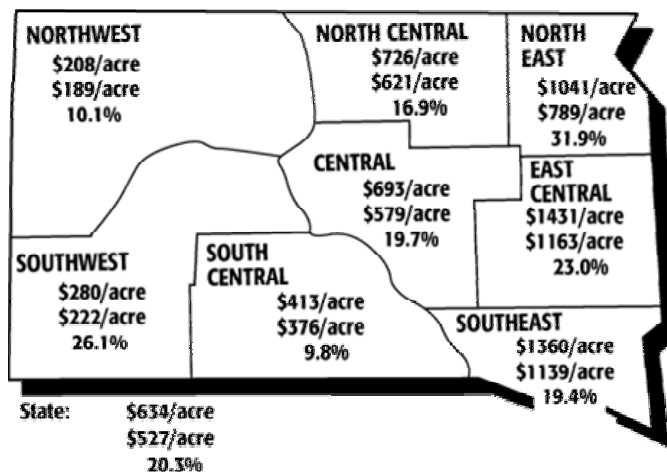 NORTHWEST
$208/acre
$189/acre
10.1%
NORTH CENTRAL
$726/acre
$621/acre
16.9%
NORTH
EAST
$1041/acre
$789/acre
31.9%
CENTRAL
$693/acre
$579/acre
19.7%
EAST
CENTRAL
$1431/acre
$1163/acre
23.0%
SOUTHWEST
$280/acre
$222/acre
26.1%
SOUTH
CENTRAL
$413/acre
$376/acre
9.8%
SOUTHEAST
$1360/acre
$1139/acre
19.4%
State: $634/acre
$527/acre
20.3%